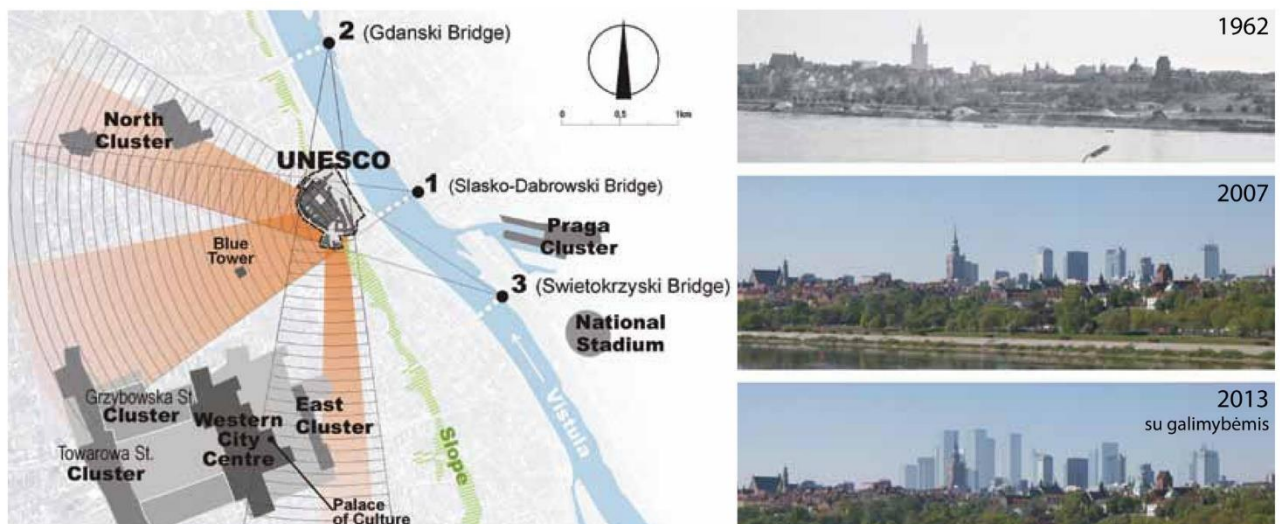 2 (Gdanski Bridge)
North
Cluster
0 0,5 1km
UNESCO
1 (Slasko-Dabrowski Bridge)
Praga
Cluster
Blue
Tower
3 (Swietokrzyski Bridge)
National
Stadium
Grzybowska St.
Cluster
Western
City
Centre
East
Cluster
Towarowa St.
Cluster
Palace
of Culture
Slope
Vistula
1962
2007
2013
su galimybėmis